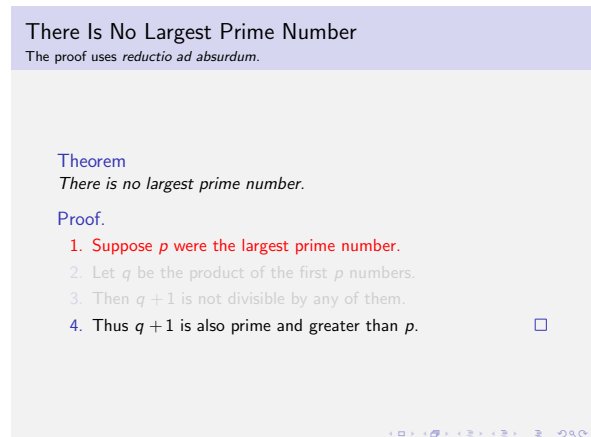 There Is No Largest Prime Number
The proof uses reductio ad absurdum.
Theorem
There is no largest prime number.
Proof.
1. Suppose p were the largest prime number.
2. Let q be the product of the first p numbers.
3. Then q + 1 is not divisible by any of them.
4. Thus q + 1 is also prime and greater than p. □